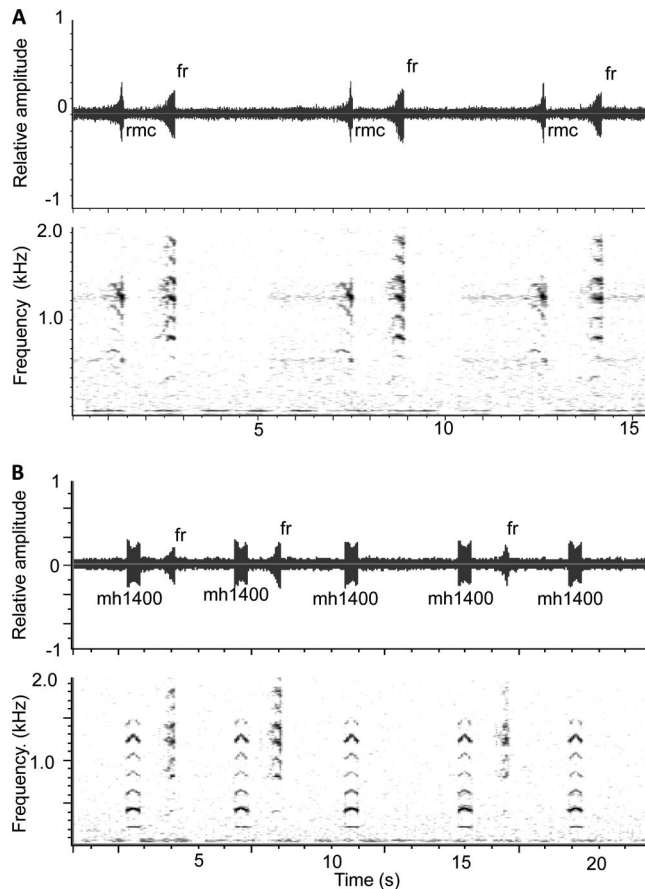 A
Relative amplitude
1
0
-1
fr
fr
fr
rmc
rmc
rmc
Frequency (kHz)
2.0
1.0
5
10
15
B
Relative amplitude
1
0
-1
fr
fr
fr
mh1400
mh1400
mh1400
mh1400
mh1400
Frequency. (kHz)
2.0
1.0
5
10
15
20
Time (s)